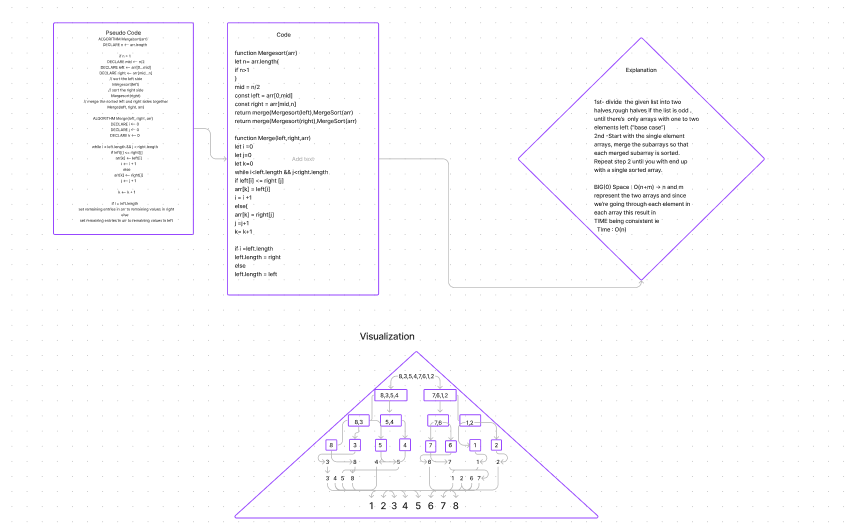 Pseudo Code
ALGORITHM Mergesort(arr)
DECLARE n <-- arr.length
if n > 1
DECLARE mid <-- n/2
DECLARE left <-- arr[0...mid]
DECLARE right <-- arr[mid...n]
// sort the left side
Mergesort(left)
// sort the right side
Mergesort(right)
// merge the sorted left and right sides together
Merge(left, right, arr)
ALGORITHM Merge(left, right, arr)
DECLARE i <-- 0
DECLARE j <-- 0
DECLARE k <-- 0
while i < left.length && j < right.length
if left[i] <= right[j]
arr[k] <-- left[i]
i <-- i + 1
else
arr[k] <-- right[j]
j <-- j + 1
k <-- k + 1
if i = left.length
set remaining entries in arr to remaining values in right
else
set remaining entries in arr to remaining values in left
Code
function Mergesort(arr)
let n= arr.length{
if n>1
}
mid = n/2
const left = arr[0,mid]
const right = arr[mid,n]
return merge(Mergesort(left),MergeSort(arr)
return merge(Mergesort(right),MergeSort(arr)
function Merge(left,right,arr)
let i =0
let j=0
let k=0
Add text
while i<left.length && j<right.length
if left[i] <= right [j]
arr[k] = left[i]
i = i +1
else{
arr[k] = right[j]
j =j+1
k= k+1
if i =left.length
left.length = right
else
left.length = left
Explanation
1st- divide the given list into two
halves,rough halves if the list is odd ,
until there's only arrays with one to two
elements left ("base case")
2nd -Start with the single element
arrays, merge the subarrays so that
each merged subarray is sorted.
Repeat step 2 until you with end up
with a single sorted array.
BIG(O) Space : O(n+m) -> n and m
represent the two arrays and since
we're going through each element in
each array this result in
TIME being consistent ie
Time : O(n)
Visualization
8,3,5,4,7,6,1,2
8,3,5,4 7,6,1,2
8,3 5,4 7,6 1,2
8 3 5 4 7 6 1 2
3 8 4 5 6 7 1 2
3 4 5 8 1 2 6 7
1 2 3 4 5 6 7 8